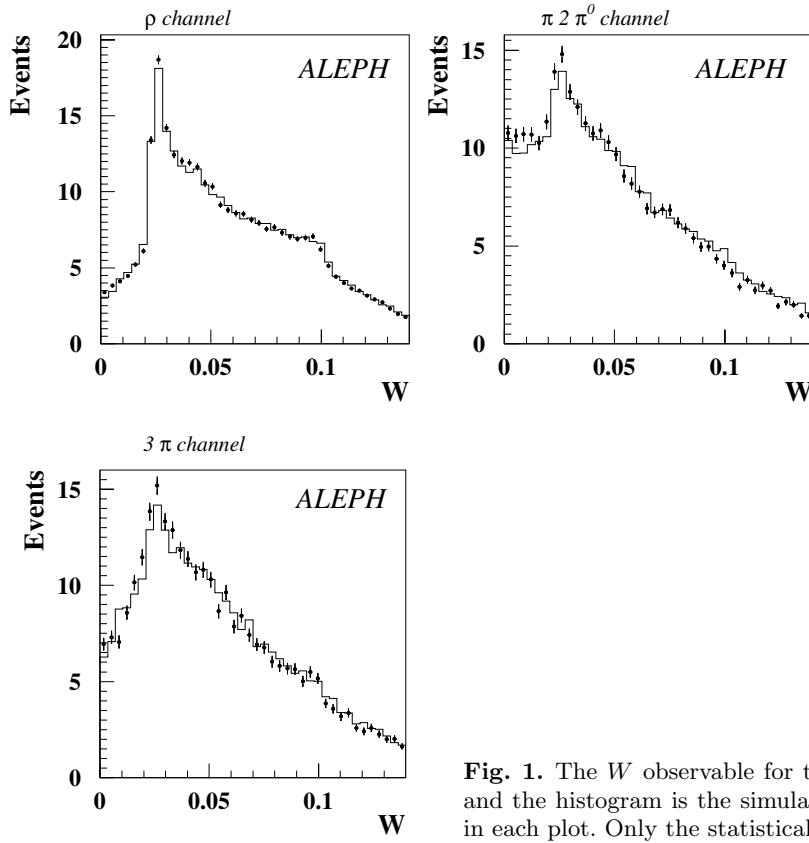 ρ channel
Events
20
15
10
5
0
ALEPH
0
0.05
0.1
W
π 2 π⁰ channel
Events
15
10
5
0
ALEPH
0
0.05
0.1
W
3 π channel
Events
15
10
5
0
ALEPH
0
0.05
0.1
W
Fig. 1. The W observable for
and the histogram is the
in each plot. Only the statistical